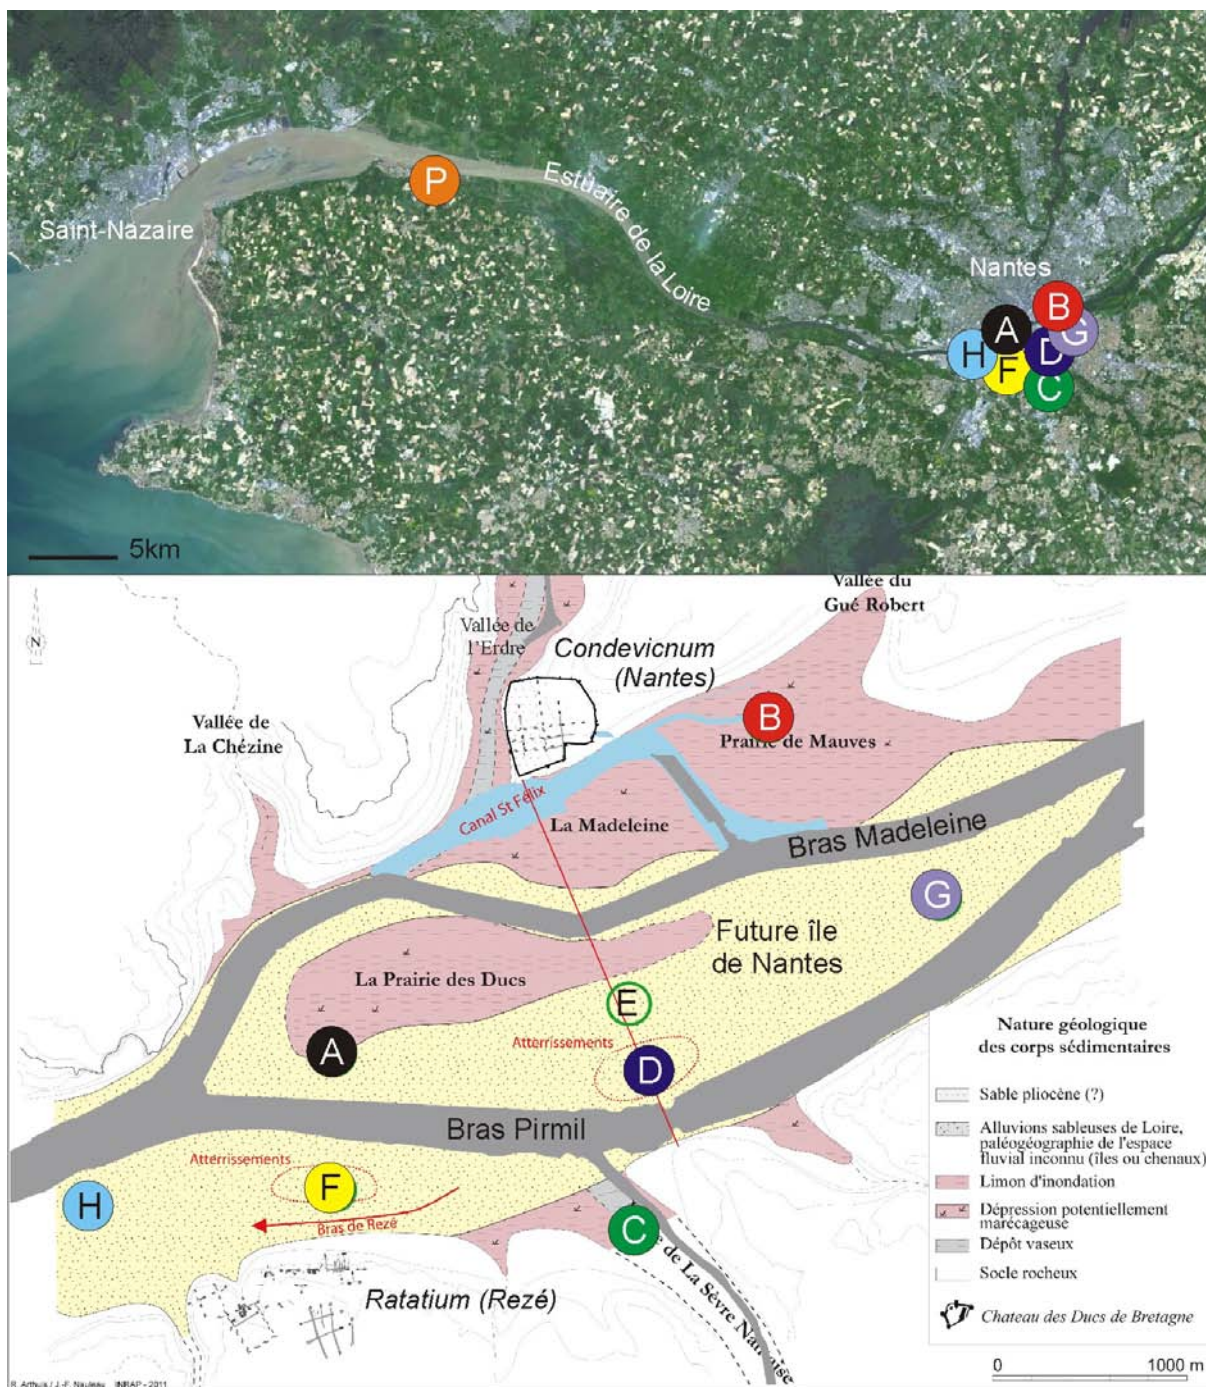 P
Estuaire de la Loire
Saint-Nazaire
Nantes
B
A
G
H
D
F
C
5km
Vallée du
Gué Robert
Vallée de
l'Erdre
Condevicnum
(Nantes)
N
Vallée de
La Chézine
B
Prairie de Mauves
Canal St Félix
La Madeleine
Bras Madeleine
G
Future île
de Nantes
La Prairie des Ducs
E
A
Atterrissements
D
Bras Pirmil
Atterrissements
F
H
Bras de Rezé
C
de La Sèvre Nantaise
Ratatium (Rezé)
Nature géologique
des corps sédimentaires
Sable pliocène (?)
Alluvions sableuses de Loire,
paléogéographie de l'espace
fluvial inconnu (îles ou chenaux)
Limon d'inondation
Dépression potentiellement
marécageuse
Dépôt vaseux
Socle rocheux
Chateau des Ducs de Bretagne
0 1000 m
R. Arthuis / J.-F. Nauleau INRAP - 2011